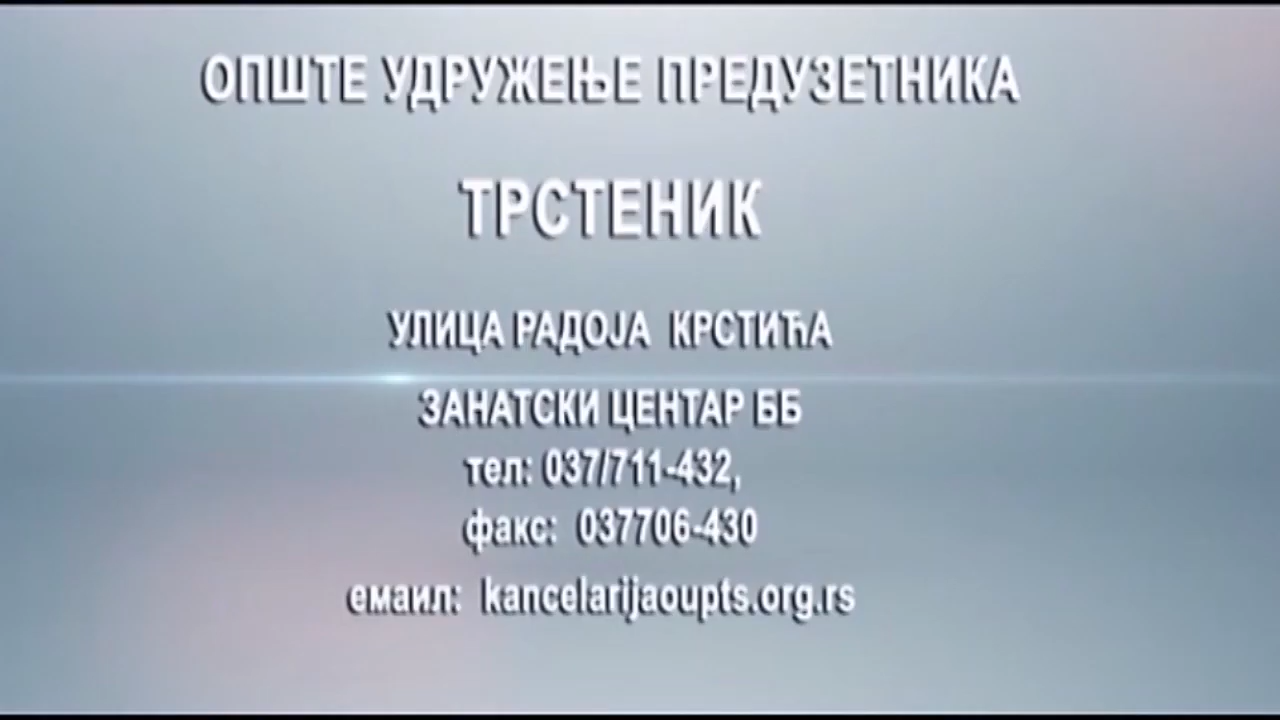 ОПШТЕ УДРУЖЕЊЕ ПРЕДУЗЕТНИКА
ТРСТЕНИК
УЛИЦА РАДОЈА КРСТИЋА
ЗАНАТСКИ ЦЕНТАР ББ
тел: 037/711-432,
факс: 037706-430
емаил: kancelarijaoupts.org.rs